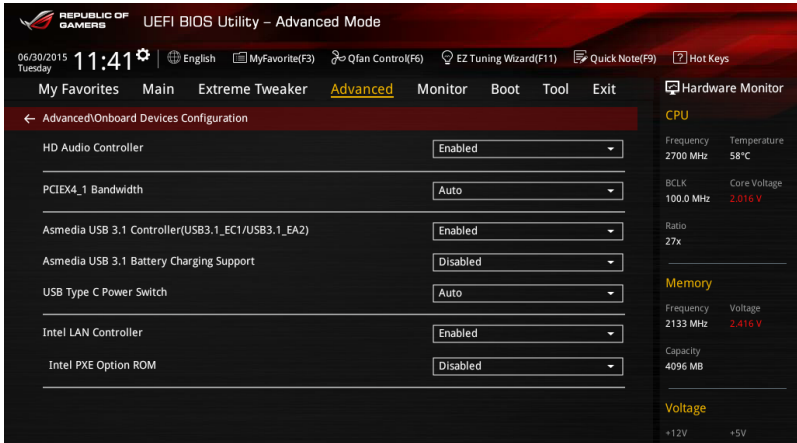 REPUBLIC OF
GAMERS
UEFI BIOS Utility – Advanced Mode
06/30/2015
Tuesday
11:41
English
MyFavorite(F3)
Qfan Control(F6)
EZ Tuning Wizard(F11)
Quick Note(F9)
? Hot Keys
My Favorites Main Extreme Tweaker Advanced Monitor Boot Tool Exit
Hardware Monitor
← Advanced\Onboard Devices Configuration
HD Audio Controller Enabled
PCIEX4_1 Bandwidth Auto
Asmedia USB 3.1 Controller(USB3.1_EC1/USB3.1_EA2) Enabled
Asmedia USB 3.1 Battery Charging Support Disabled
USB Type C Power Switch Auto
Intel LAN Controller Enabled
Intel PXE Option ROM Disabled
CPU
Frequency Temperature
2700 MHz 58°C
BCLK Core Voltage
100.0 MHz 2.016 V
Ratio
27x
Memory
Frequency Voltage
2133 MHz 2.416 V
Capacity
4096 MB
Voltage
+12V +5V